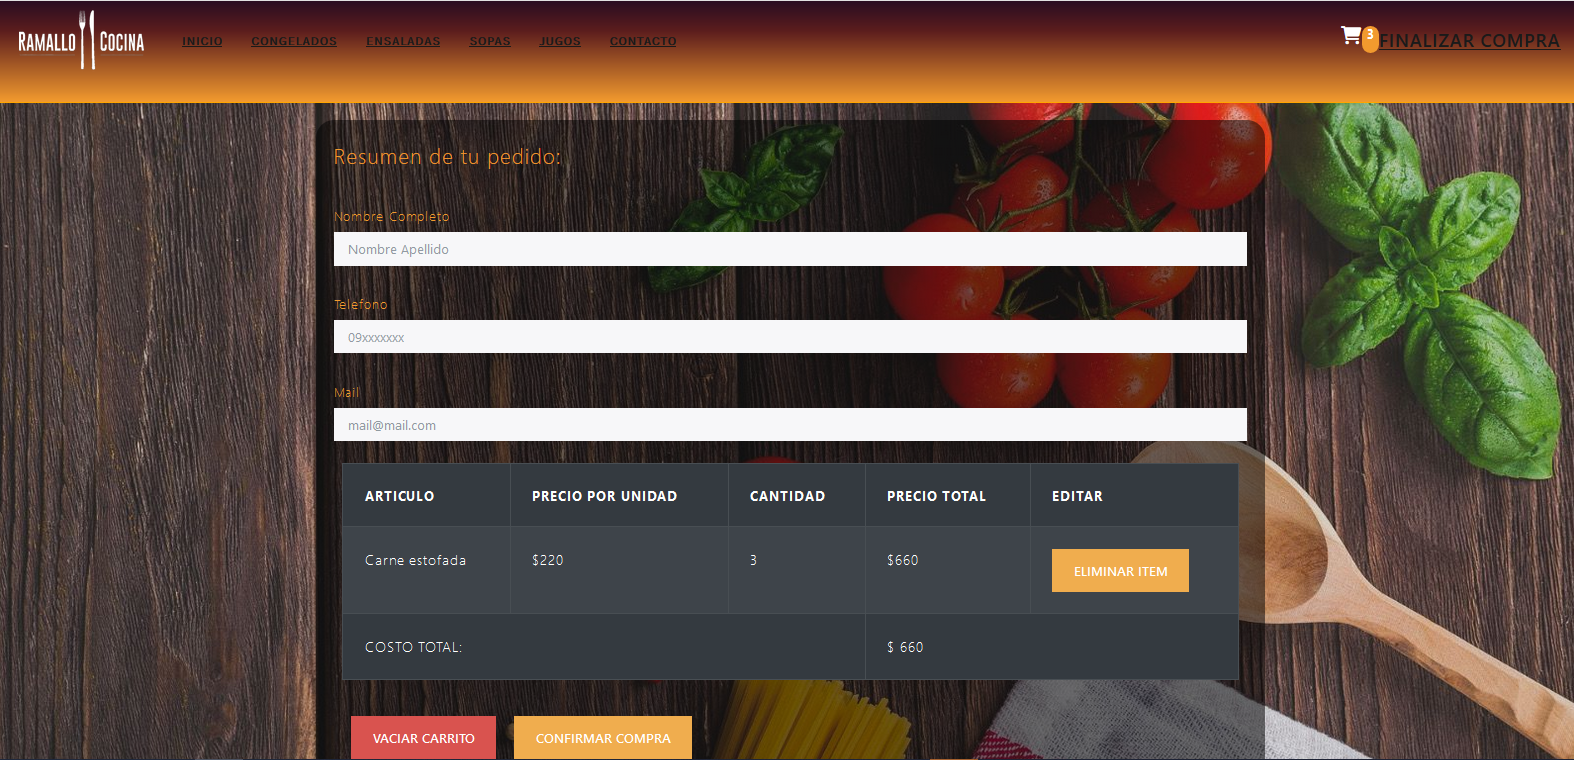 RAMALLO COCINA
INICIO CONGELADOS ENSALADAS SOPAS JUGOS CONTACTO
3 FINALIZAR COMPRA
Resumen de tu pedido:
Nombre Completo
Nombre Apellido
Telefono
09xxxxxxx
Mail
mail@mail.com
ARTICULO PRECIO POR UNIDAD CANTIDAD PRECIO TOTAL EDITAR
Carne estofada $220 3 $660 ELIMINAR ITEM
COSTO TOTAL: $ 660
VACIAR CARRITO CONFIRMAR COMPRA